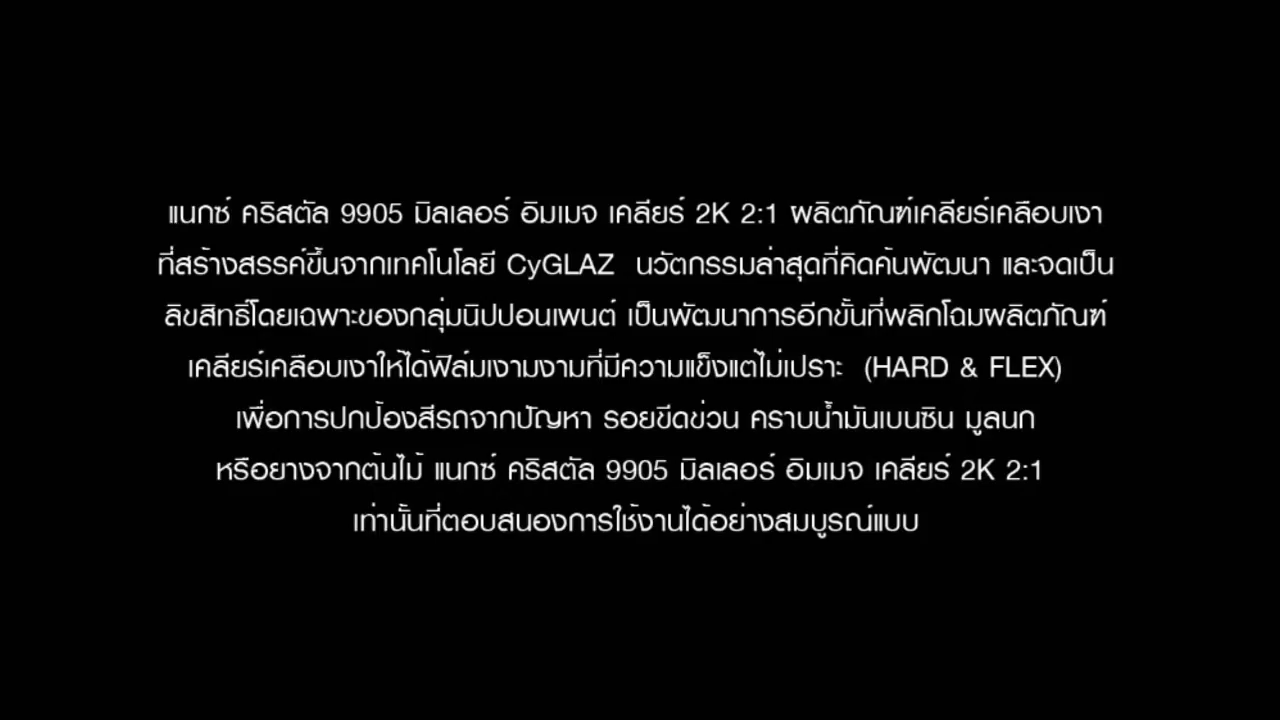 แนกซ์ คริสตัล 9905 มิลเลอร์ อิมเมจ เคลียร์ 2K 2:1 ผลิตภัณฑ์เคลียร์เคลือบเงา
ที่สร้างสรรค์ขึ้นจากเทคโนโลยี CyGLAZ นวัตกรรมล่าสุดที่คิดค้นพัฒนา และจดเป็น
ลิขสิทธิ์โดยเฉพาะของกลุ่มนิปปอนเพนต์ เป็นพัฒนาการอีกขั้นที่พลิกโฉมผลิตภัณฑ์
เคลียร์เคลือบเงาให้ได้ฟิล์มเงามงามที่มีความแข็งแต่ไม่เปราะ (HARD & FLEX)
เพื่อการปกป้องสีรถจากปัญหา รอยขีดข่วน คราบน้ำมันเบนซิน มูลนก
หรือยางจากต้นไม้ แนกซ์ คริสตัล 9905 มิลเลอร์ อิมเมจ เคลียร์ 2K 2:1
เท่านั้นที่ตอบสนองการใช้งานได้อย่างสมบูรณ์แบบ